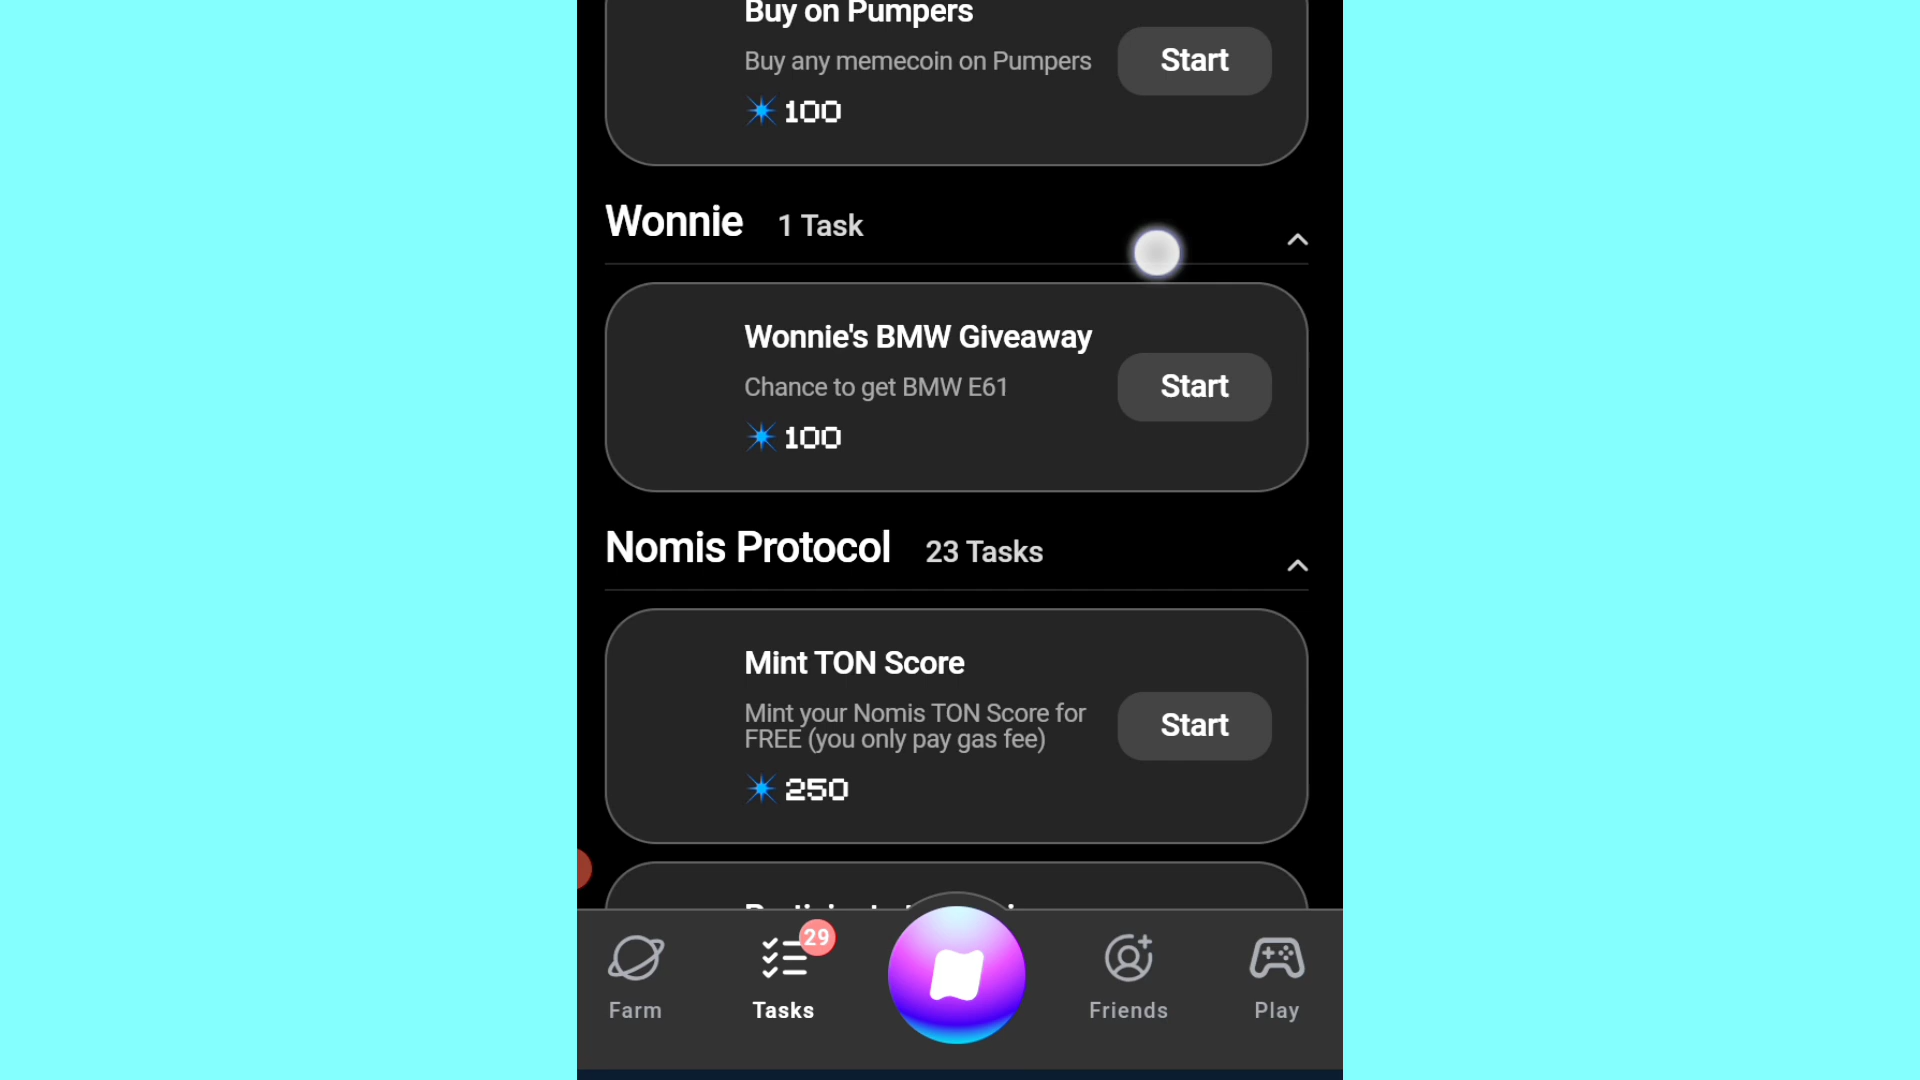 Buy on Pumpers
Buy any memecoin on Pumpers
Start
100
Wonnie 1 Task
Wonnie's BMW Giveaway
Chance to get BMW E61
Start
100
Nomis Protocol 23 Tasks
Mint TON Score
Mint your Nomis TON Score for
FREE (you only pay gas fee)
Start
250
29
Farm
Tasks
Friends
Play